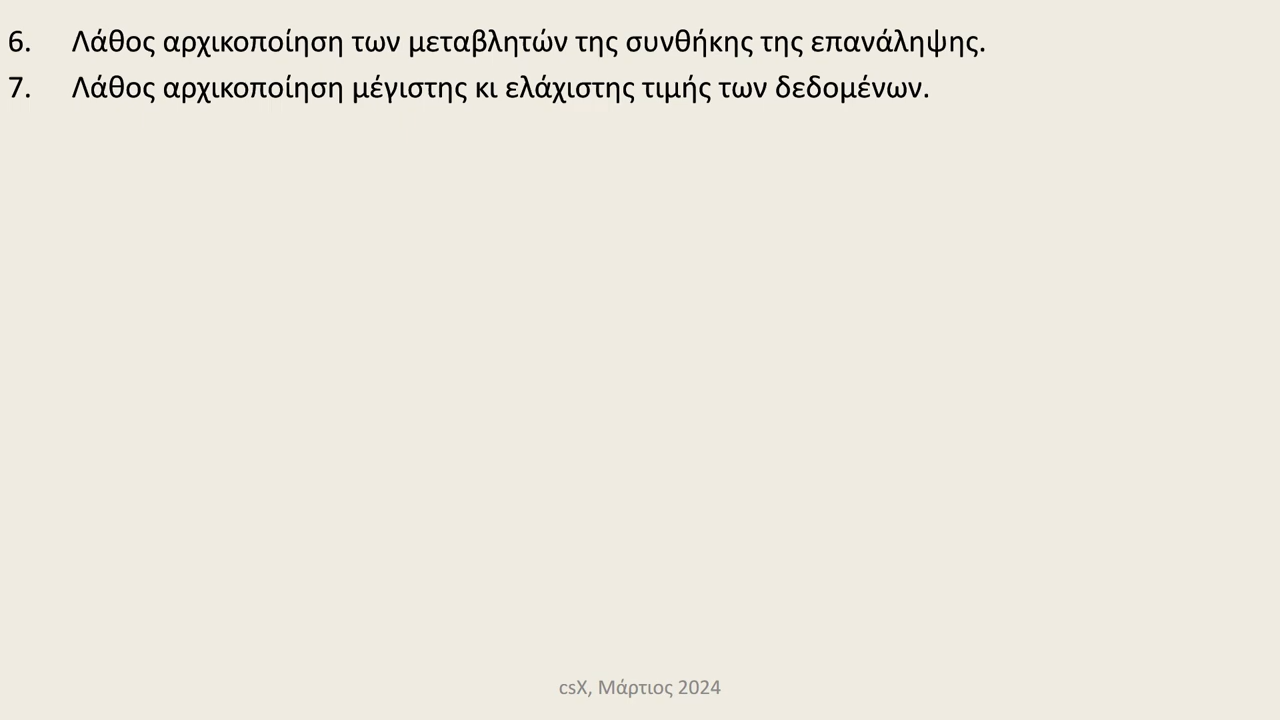 6. Λάθος αρχικοποίηση των μεταβλητών της συνθήκης της επανάληψης.
7. Λάθος αρχικοποίηση μέγιστης κι ελάχιστης τιμής των δεδομένων.
csX, Μάρτιος 2024